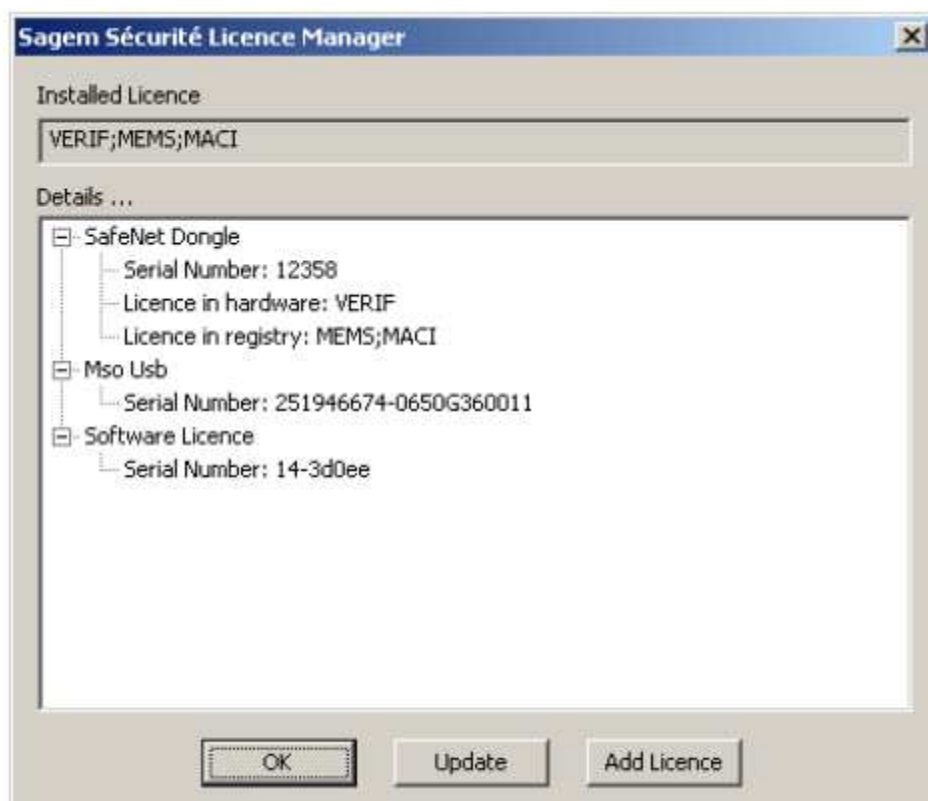 Sagem Sécurité Licence Manager
Installed Licence
VERIF;MEMS;MACI
Details ...
SafeNet Dongle
Serial Number: 12358
Licence in hardware: VERIF
Licence in registry: MEMS;MACI
Mso Usb
Serial Number: 251946674-0650G360011
Software Licence
Serial Number: 14-3d0ee
OK Update Add Licence